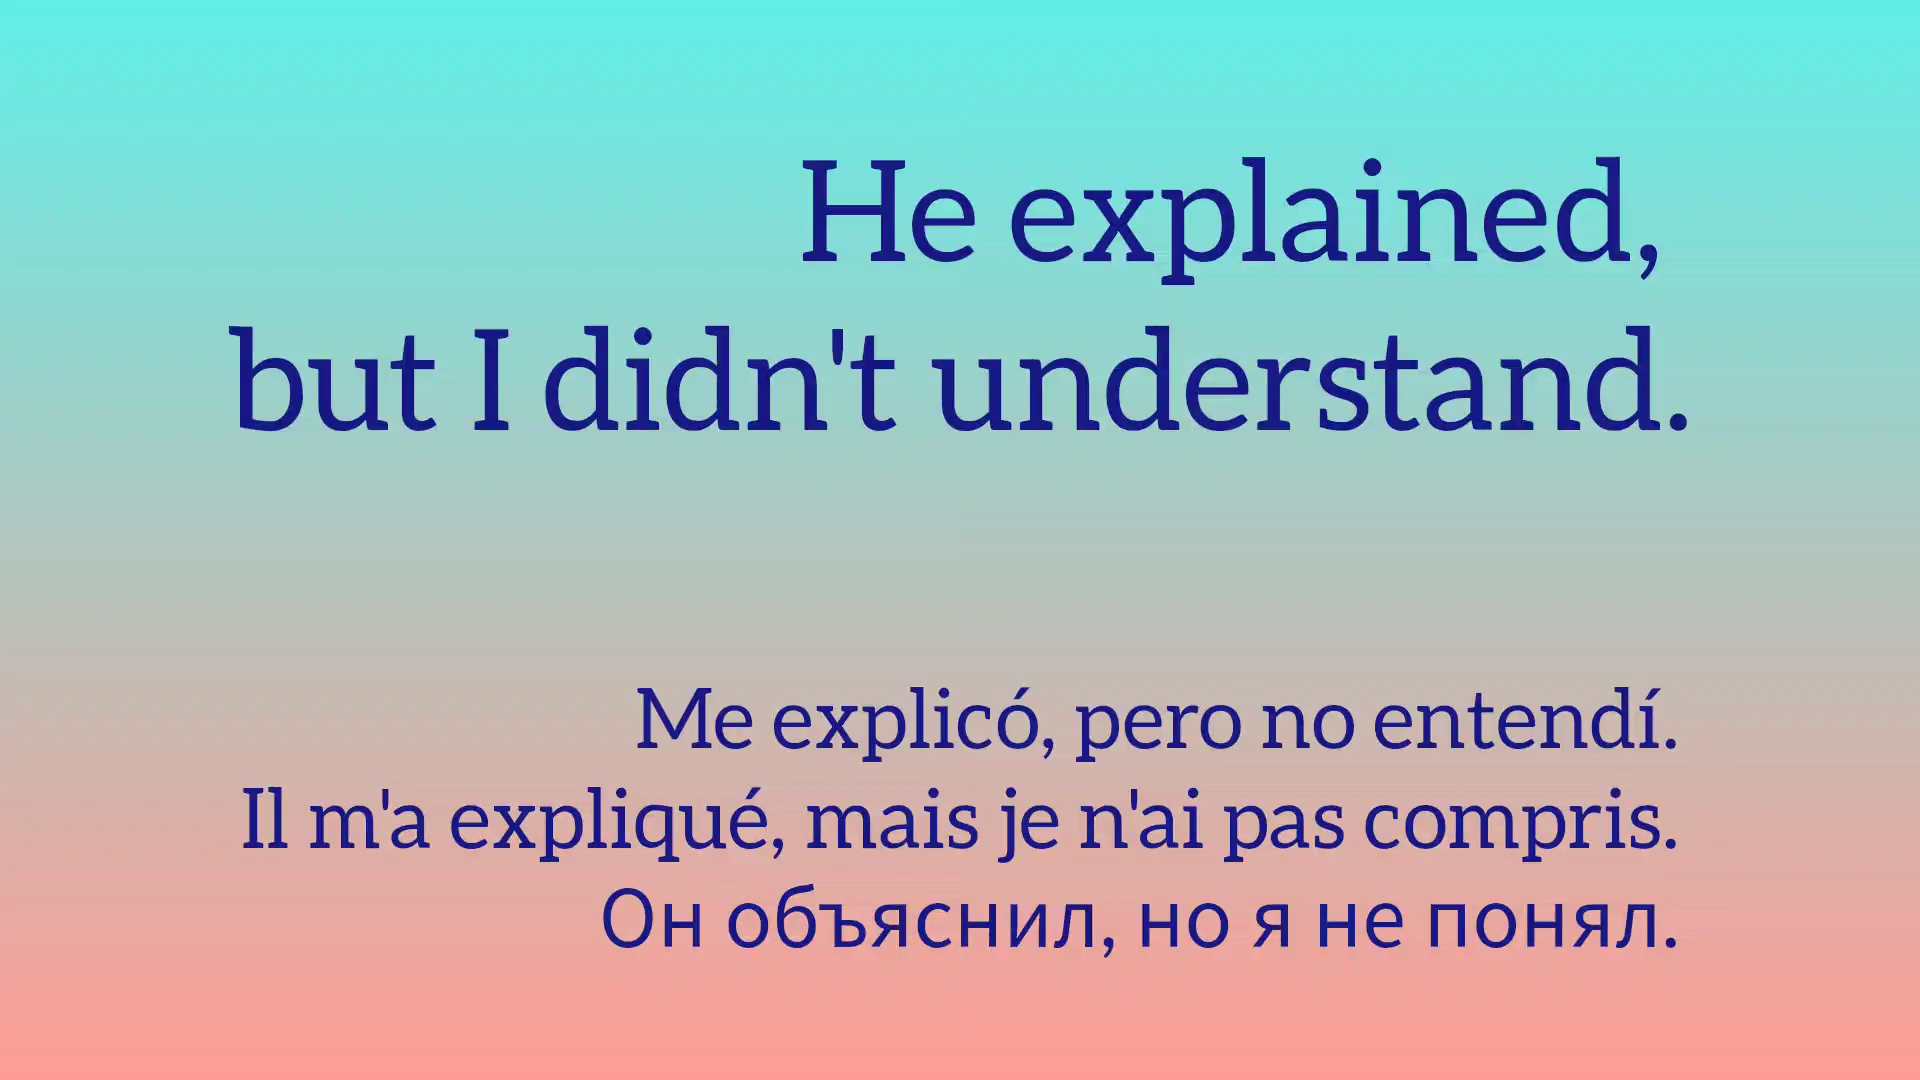 He explained,
but I didn't understand.
Me explicó, pero no entendí.
Il m'a expliqué, mais je n'ai pas compris.
Он объяснил, но я не понял.